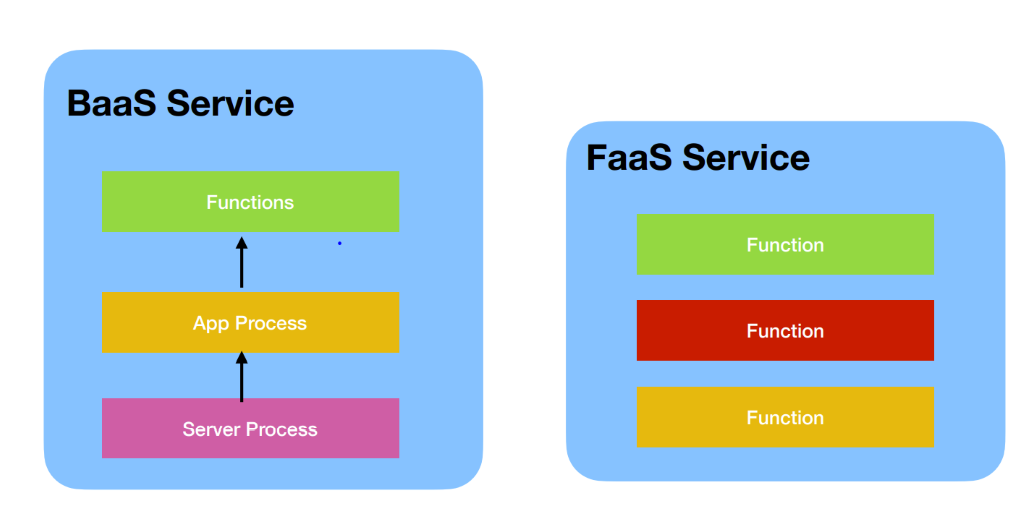 BaaS Service
Functions
App Process
Server Process
FaaS Service
Function
Function
Function